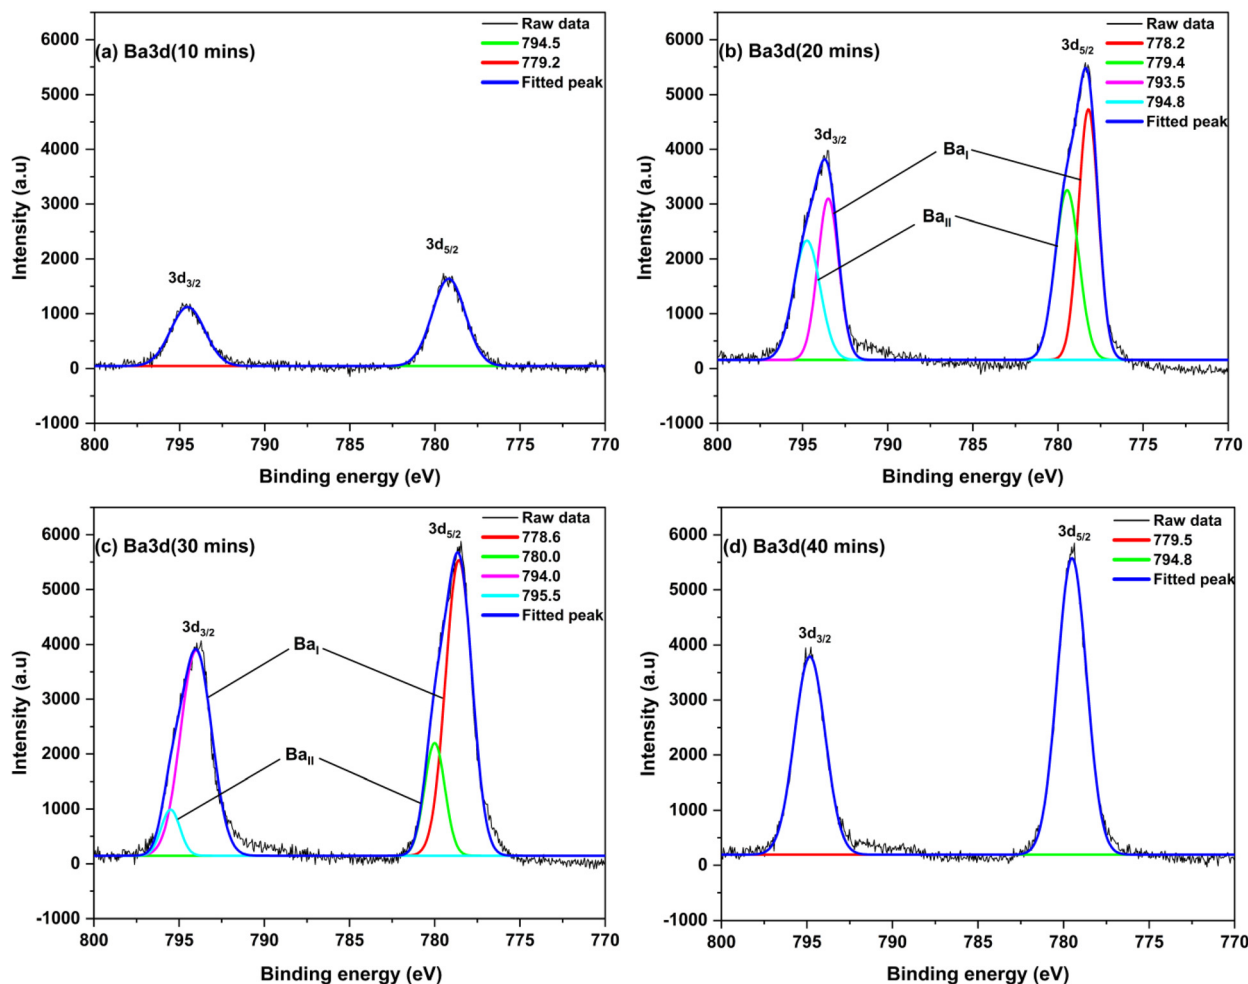 (a) Ba3d(10 mins)
Raw data
794.5
779.2
Fitted peak
3d3/2
3d5/2
6000
5000
4000
3000
2000
1000
0
-1000
Intensity (a.u)
800 795 790 785 780 775 770
Binding energy (eV)
(b) Ba3d(20 mins)
Raw data
778.2
779.4
793.5
794.8
Fitted peak
3d5/2
3d3/2
BaI
BaII
6000
5000
4000
3000
2000
1000
0
-1000
Intensity (a.u)
800 795 790 785 780 775 770
Binding energy (eV)
(c) Ba3d(30 mins)
Raw data
778.6
780.0
794.0
795.5
Fitted peak
3d5/2
3d3/2
BaI
BaII
6000
5000
4000
3000
2000
1000
0
-1000
Intensity (a.u)
800 795 790 785 780 775 770
Binding energy (eV)
(d) Ba3d(40 mins)
Raw data
779.5
794.8
Fitted peak
3d5/2
3d3/2
6000
5000
4000
3000
2000
1000
0
-1000
Intensity (a.u)
800 795 790 785 780 775 770
Binding energy (eV)